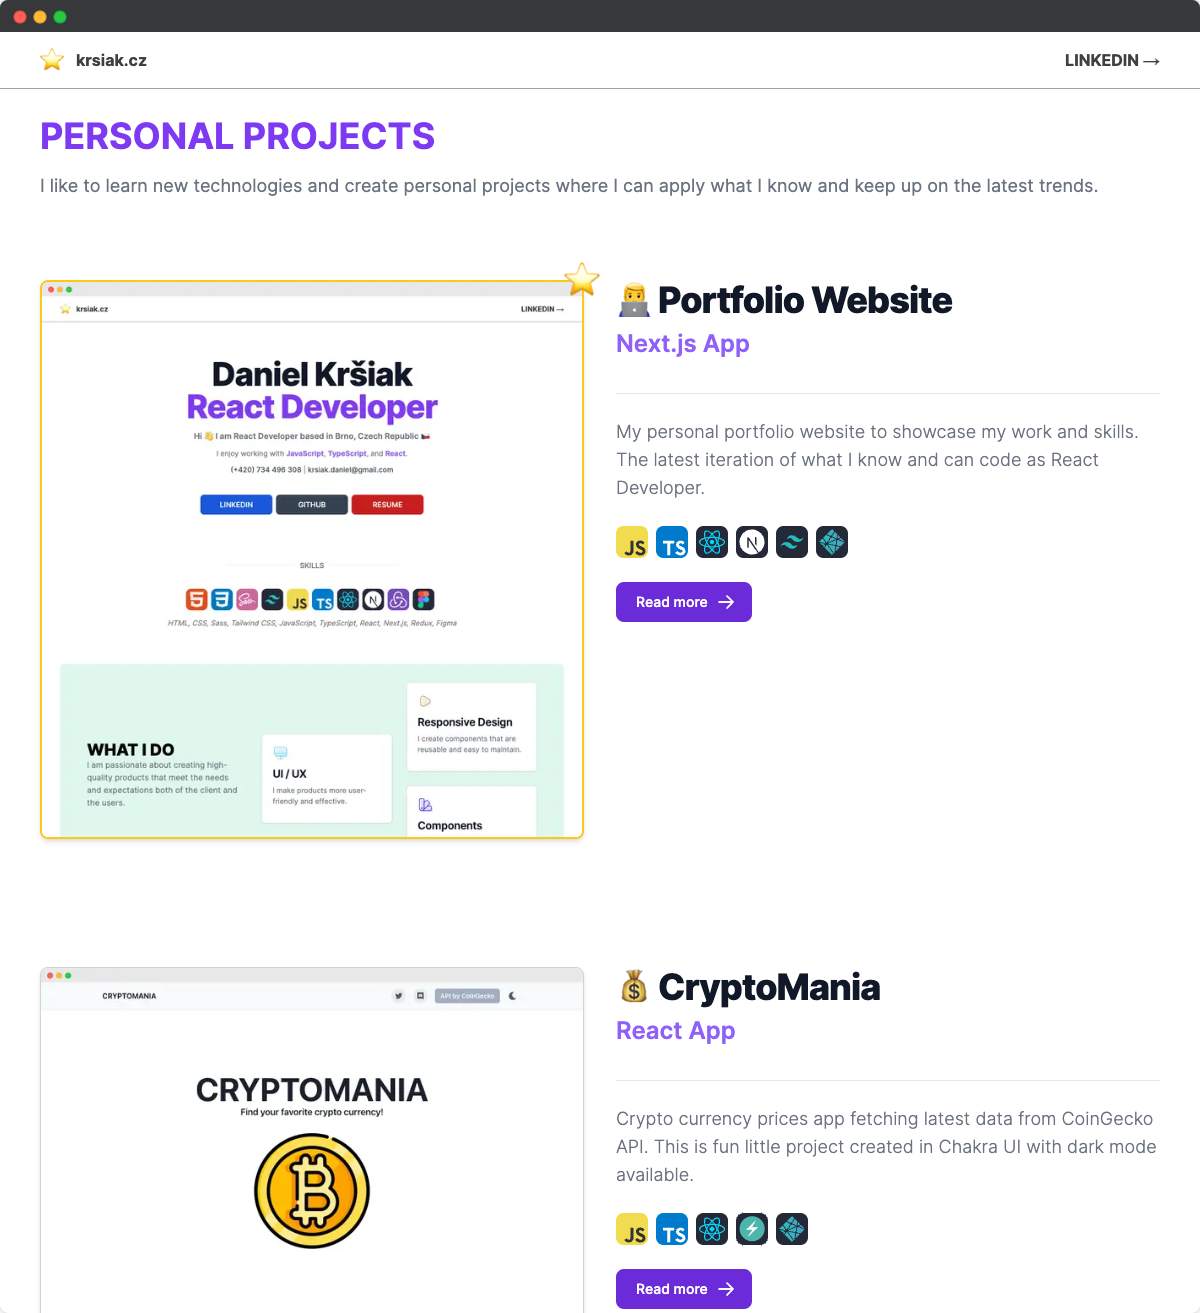 krsiak.cz
LINKEDIN →
PERSONAL PROJECTS
I like to learn new technologies and create personal projects where I can apply what I know and keep up on the latest trends.
krsiak.cz
LINKEDIN →
Daniel Kršiak
React Developer
Hi 👋 I am React Developer based in Brno, Czech Republic 🇨🇿
I enjoy working with JavaScript, TypeScript, and React.
(+420) 734 496 308 | krsiak.daniel@gmail.com
LINKEDIN
GITHUB
RESUME
SKILLS
JS
TS
N
HTML, CSS, Sass, Tailwind CSS, JavaScript, TypeScript, React, Next.js, Redux, Figma
WHAT I DO
I am passionate about creating high-
quality products that meet the needs
and expectations both of the client and
the users.
UI / UX
I make products more user-
friendly and effective.
Responsive Design
I create components that are
reusable and easy to maintain.
Components
👨‍💻 Portfolio Website
Next.js App
My personal portfolio website to showcase my work and skills.
The latest iteration of what I know and can code as React
Developer.
JS
TS
N
Read more →
CRYPTOMANIA
API by CoinGecko
CRYPTOMANIA
Find your favorite crypto currency!
💰 CryptoMania
React App
Crypto currency prices app fetching latest data from CoinGecko
API. This is fun little project created in Chakra UI with dark mode
available.
JS
TS
Read more →